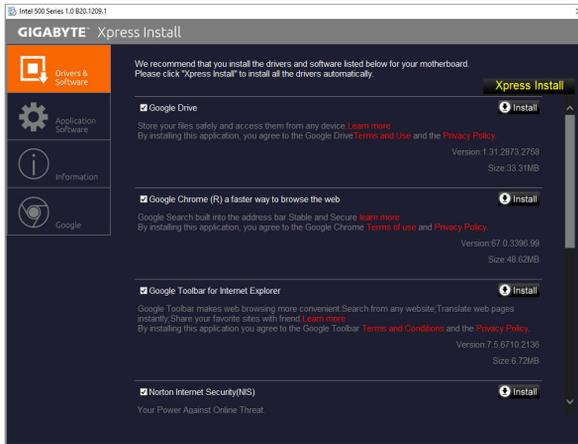 Intel 500 Series 1.0 B20.1209.1
GIGABYTE™ Xpress Install
Drivers &
Software
Application
Software
Information
Google
We recommend that you install the drivers and software listed below for your motherboard.
Please click "Xpress Install" to install all the drivers automatically.
Xpress Install
Google Drive
Install
Store your files safely and access them from any device.Learn more
By installing this application, you agree to the Google DriveTerms and Use and the Privacy Policy.
Version:1.31.2873.2758
Size:33.31MB
Google Chrome (R) a faster way to browse the web
Install
Google Search built into the address bar Stable and Secure learn more
By installing this application, you agree to the Google Chrome Terms of use and Privacy Policy.
Version:67.0.3396.99
Size:48.62MB
Google Toolbar for Internet Explorer
Install
Google Toolbar makes web browsing more convenient:Search from any website;Translate web pages
instantly;Share your favorite sites with friend.Learn more
By installing this application you agree to the Google Toolbar Terms and Conditions and the Privacy Policy.
Version:7.5.6710.2136
Size:6.72MB
Norton Internet Security(NIS)
Install
Your Power Against Online Threat.